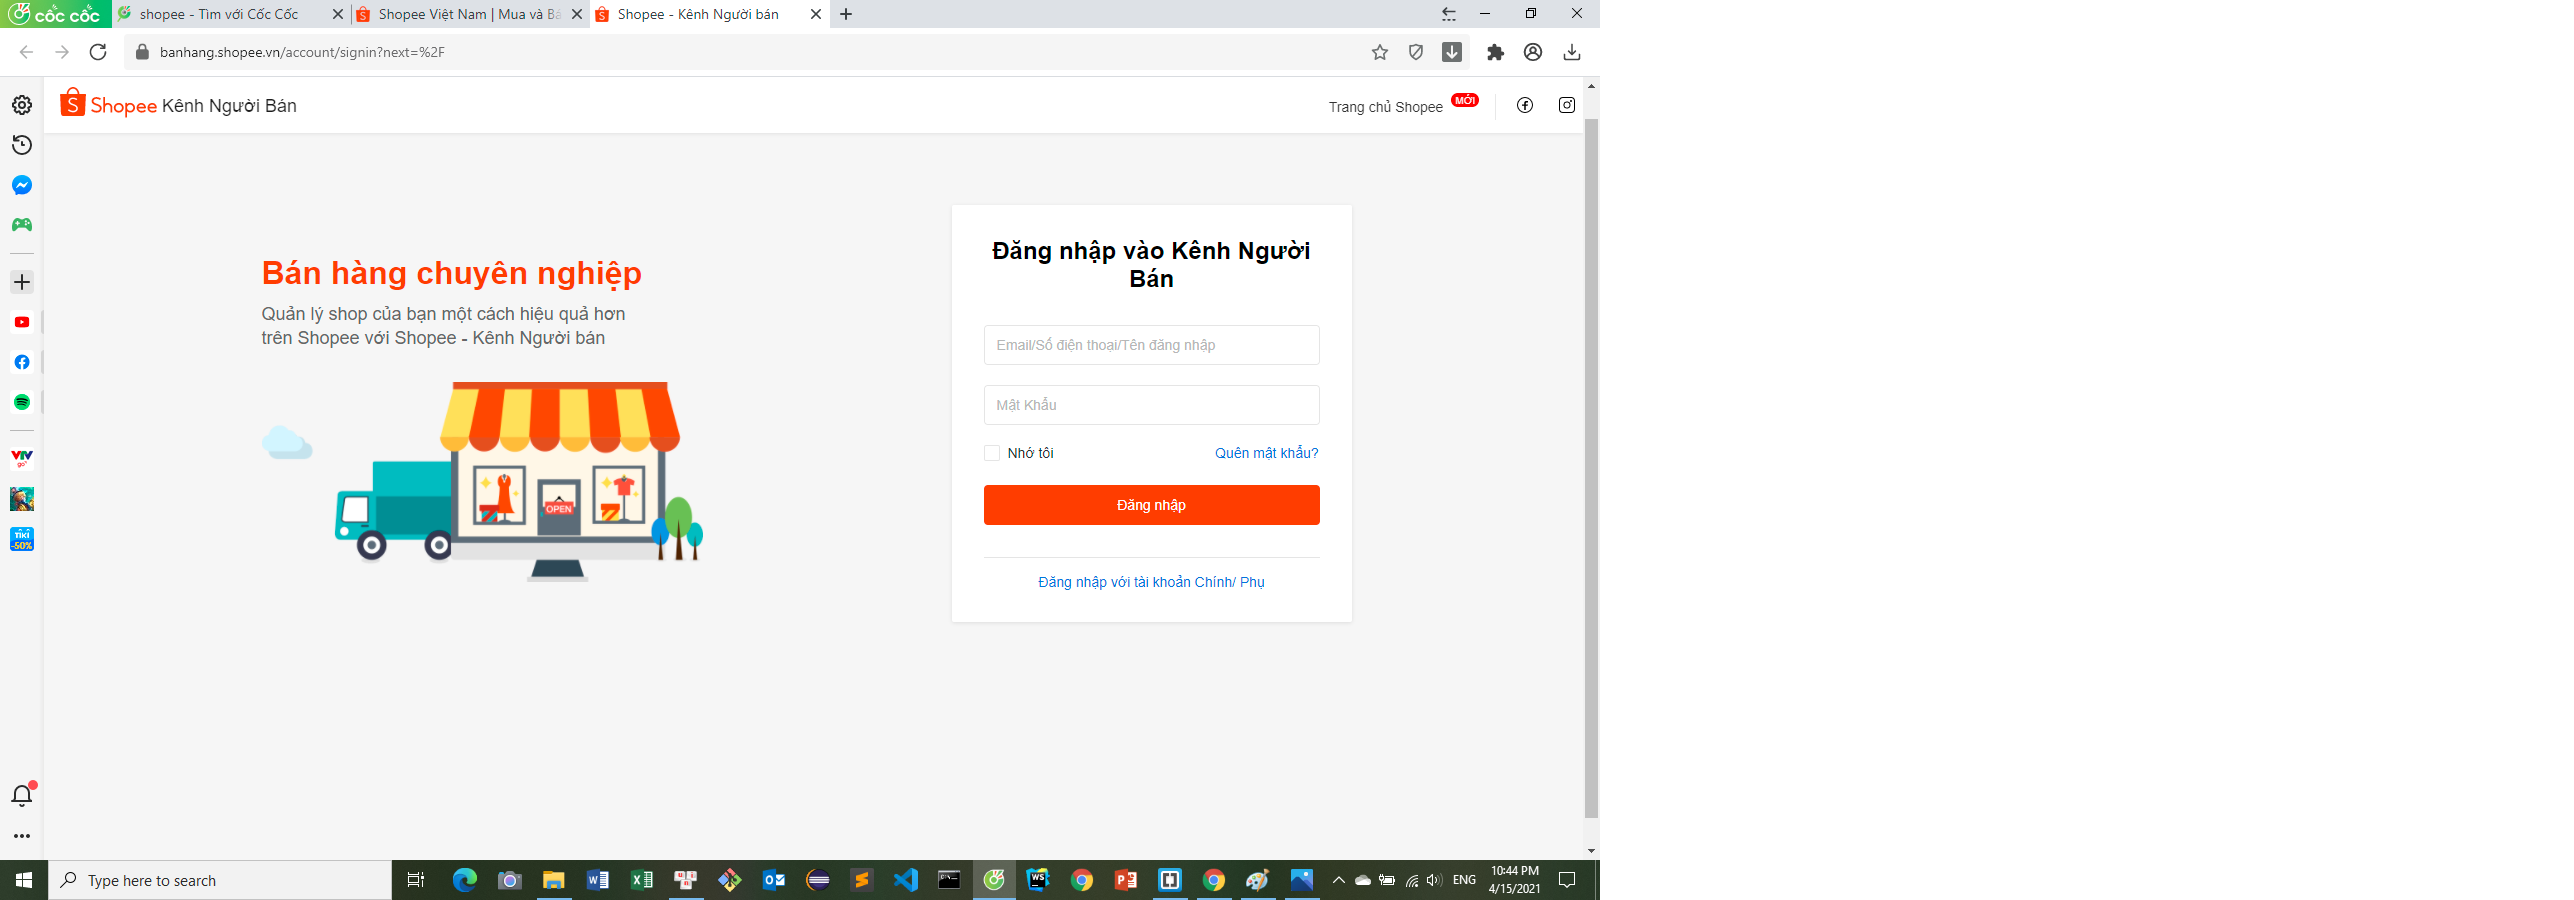 cốc cốc
shopee - Tìm với Cốc Cốc
Shopee Việt Nam | Mua và Bá
Shopee - Kênh Người bán
banhang.shopee.vn/account/signin?next=%2F
Shopee Kênh Người Bán
Trang chủ Shopee
MỚI
Bán hàng chuyên nghiệp
Quản lý shop của bạn một cách hiệu quả hơn
trên Shopee với Shopee - Kênh Người bán
OPEN
Đăng nhập vào Kênh Người
Bán
Email/Số điện thoại/Tên đăng nhập
Mật Khẩu
Nhớ tôi
Quên mật khẩu?
Đăng nhập
Đăng nhập với tài khoản Chính/ Phụ
VTV
go
TIKI
-50%
Type here to search
ENG
10:44 PM
4/15/2021